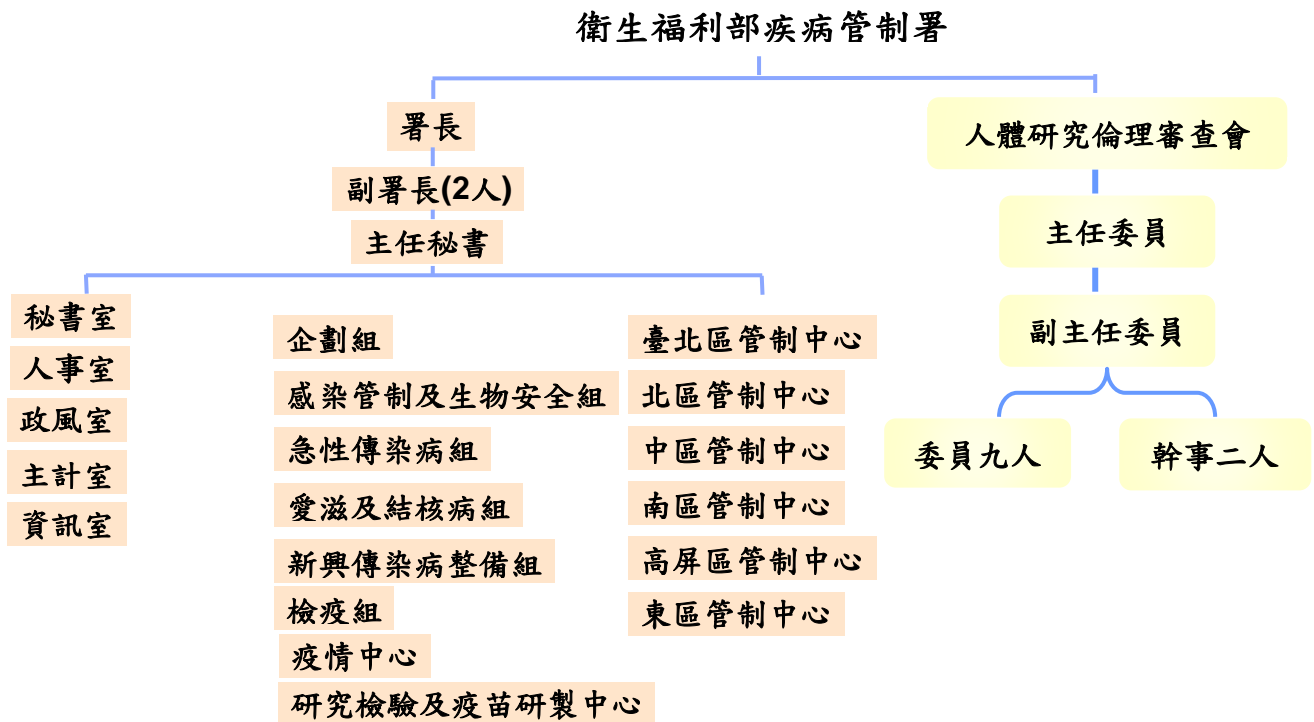 衛生福利部疾病管制署
署長
副署長(2人)
主任秘書
秘書室
人事室
政風室
主計室
資訊室
企劃組
感染管制及生物安全組
急性傳染病組
愛滋及結核病組
新興傳染病整備組
檢疫組
疫情中心
研究檢驗及疫苗研製中心
臺北區管制中心
北區管制中心
中區管制中心
南區管制中心
高屏區管制中心
東區管制中心
人體研究倫理審查會
主任委員
副主任委員
委員九人
幹事二人